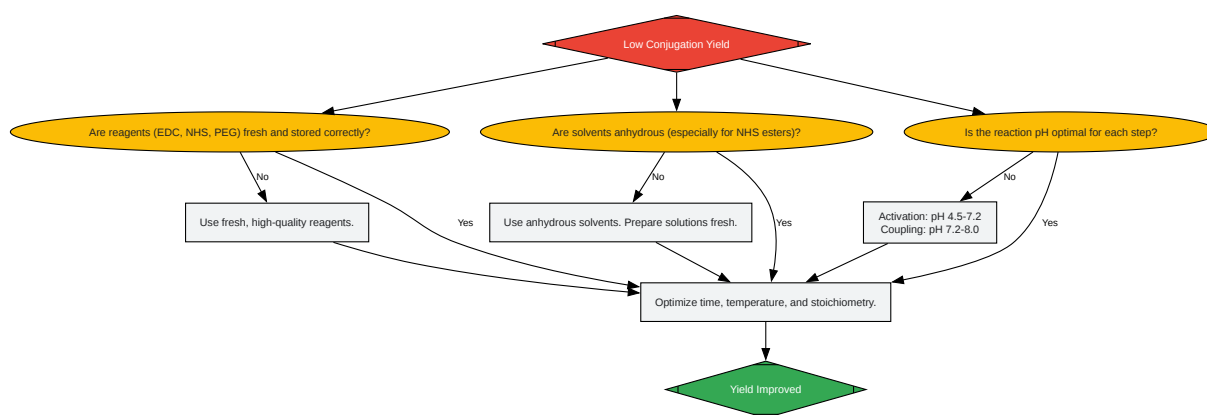 Low Conjugation Yield
Are reagents (EDC, NHS, PEG) fresh and stored correctly?
Are solvents anhydrous (especially for NHS esters)?
Is the reaction pH optimal for each step?
No
No
No
Use fresh, high-quality reagents.
Yes
Use anhydrous solvents. Prepare solutions fresh.
Yes
Activation: pH 4.5-7.2
Coupling: pH 7.2-8.0
Yes
Optimize time, temperature, and stoichiometry.
Yield Improved